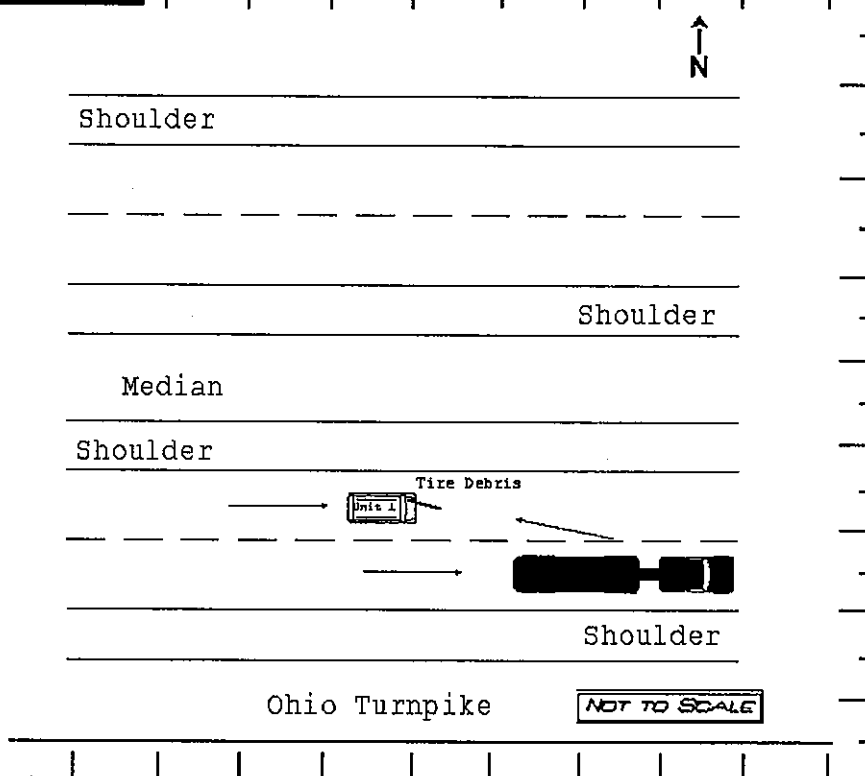 N
Shoulder
Shoulder
Median
Shoulder
Tire Debris
Unit 1
Shoulder
Ohio Turnpike
NOT TO SCALE